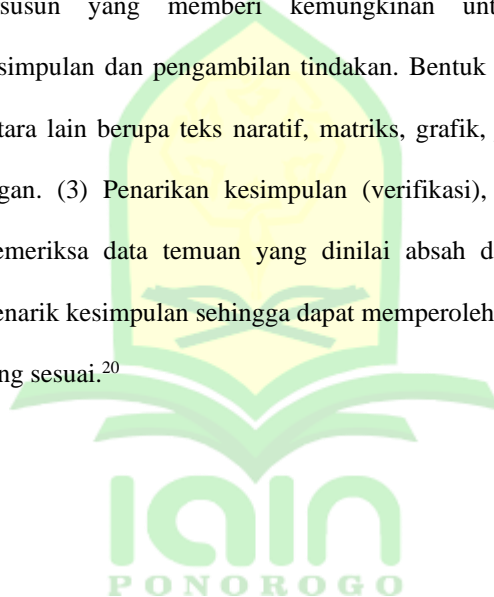 susun yang memberi kemungkinan unt
simpulan dan pengambilan tindakan. Bentuk
tara lain berupa teks naratif, matriks, grafik,
gan. (3) Penarikan kesimpulan (verifikasi),
emeriksa data temuan yang dinilai absah d
enarik kesimpulan sehingga dapat memperoleh
ng sesuai.20
iain
PONOROGO